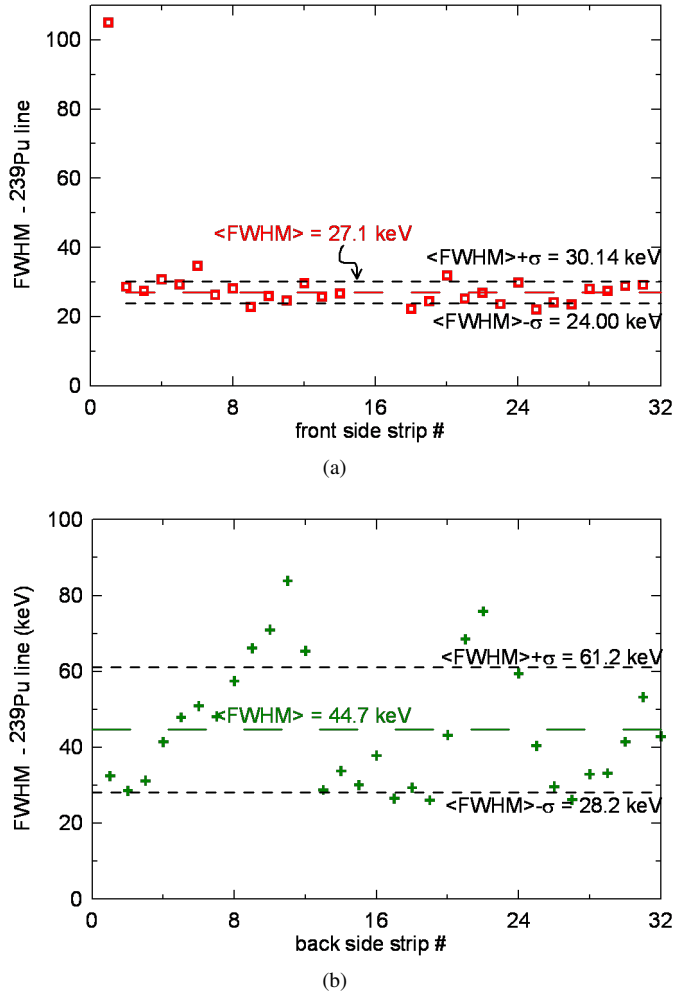 100
80
60
40
20
0
FWHM - 239Pu line
<FWHM> = 27.1 keV
<FWHM>+σ = 30.14 keV
<FWHM>-σ = 24.00 keV
0 8 16 24 32
front side strip #
(a)
100
80
60
40
20
0
FWHM - 239Pu line (keV)
<FWHM>+σ = 61.2 keV
<FWHM> = 44.7 keV
<FWHM>-σ = 28.2 keV
0 8 16 24 32
back side strip #
(b)